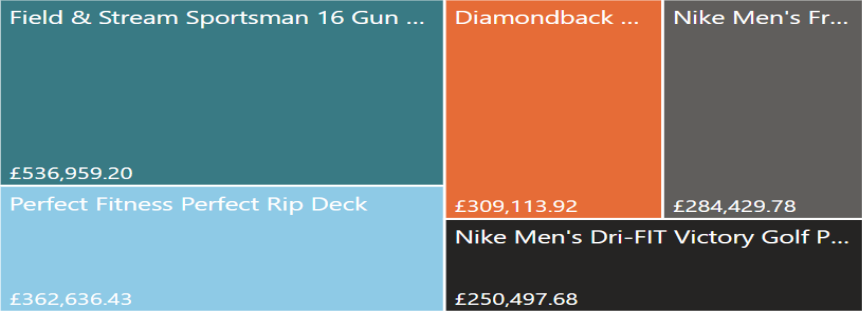 Field & Stream Sportsman 16 Gun ...
£536,959.20
Perfect Fitness Perfect Rip Deck
£362,636.43
Diamondback ...
£309,113.92
Nike Men's Fr...
£284,429.78
Nike Men's Dri-FIT Victory Golf P...
£250,497.68